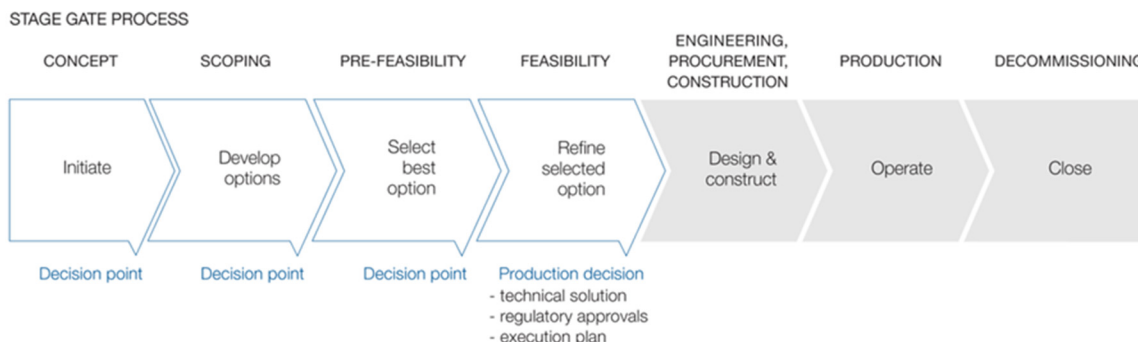 STAGE GATE PROCESS
CONCEPT
SCOPING
PRE-FEASIBILITY
FEASIBILITY
ENGINEERING,
PROCUREMENT,
CONSTRUCTION
PRODUCTION
DECOMMISSIONING
Initiate
Develop
options
Select
best
option
Refine
selected
option
Design &
construct
Operate
Close
Decision point
Decision point
Decision point
Production decision
- technical solution
- regulatory approvals
- execution plan